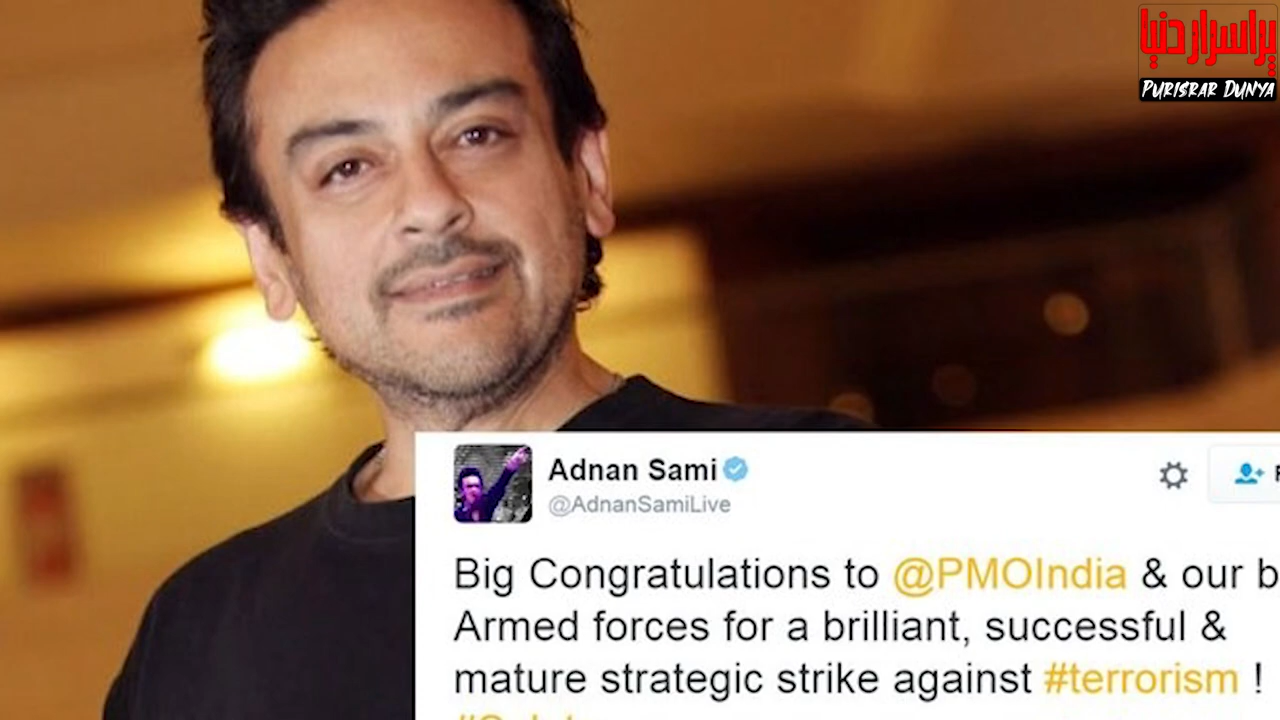 پراسرار دنیا
PURISRAR DUNYA
Adnan Sami
@AdnanSamiLive
Big Congratulations to @PMOIndia & our
Armed forces for a brilliant, successful &
mature strategic strike against #terrorism !